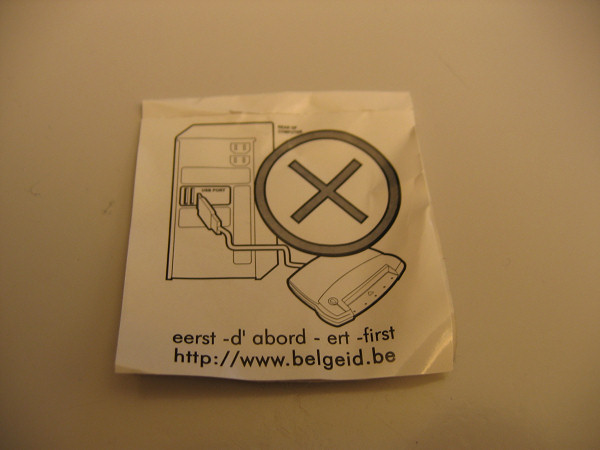 USB PORT
eerst -d' abord - ert -first
http://www.belgeid.be